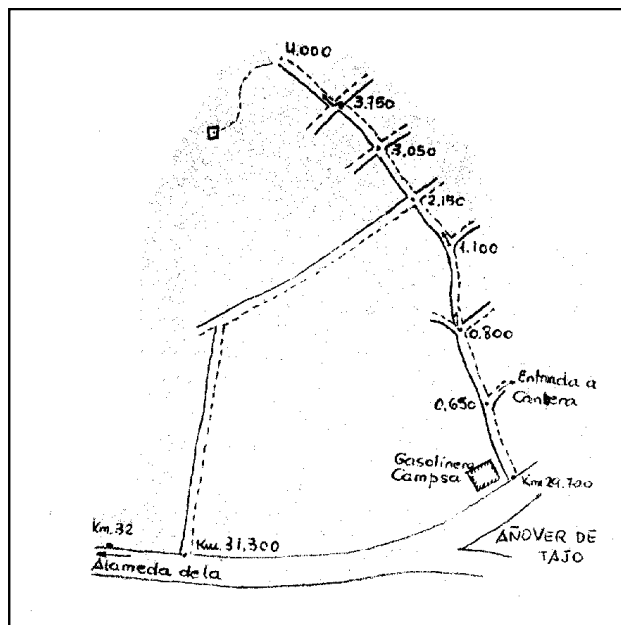 4.000
3.750
3,050
2,150
1.100
0.800
Entrada a
Cantera
0,650
Gasolinera
Campsa
Km 29.700
Km. 32
Km. 31,300
AÑOVER DE
TAJO
Alameda de la